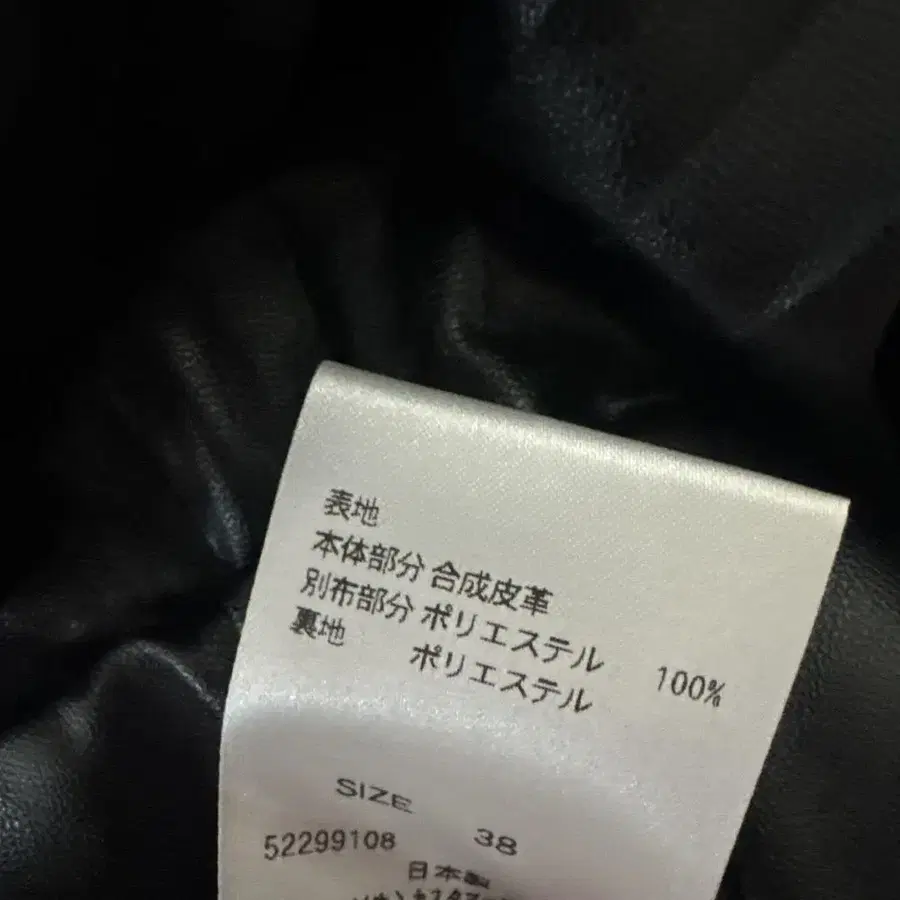 表地
本体部分 合成皮革
別布部分 ポリエステル 100%
裏地 ポリエステル
SIZE 38
52299108
日本製